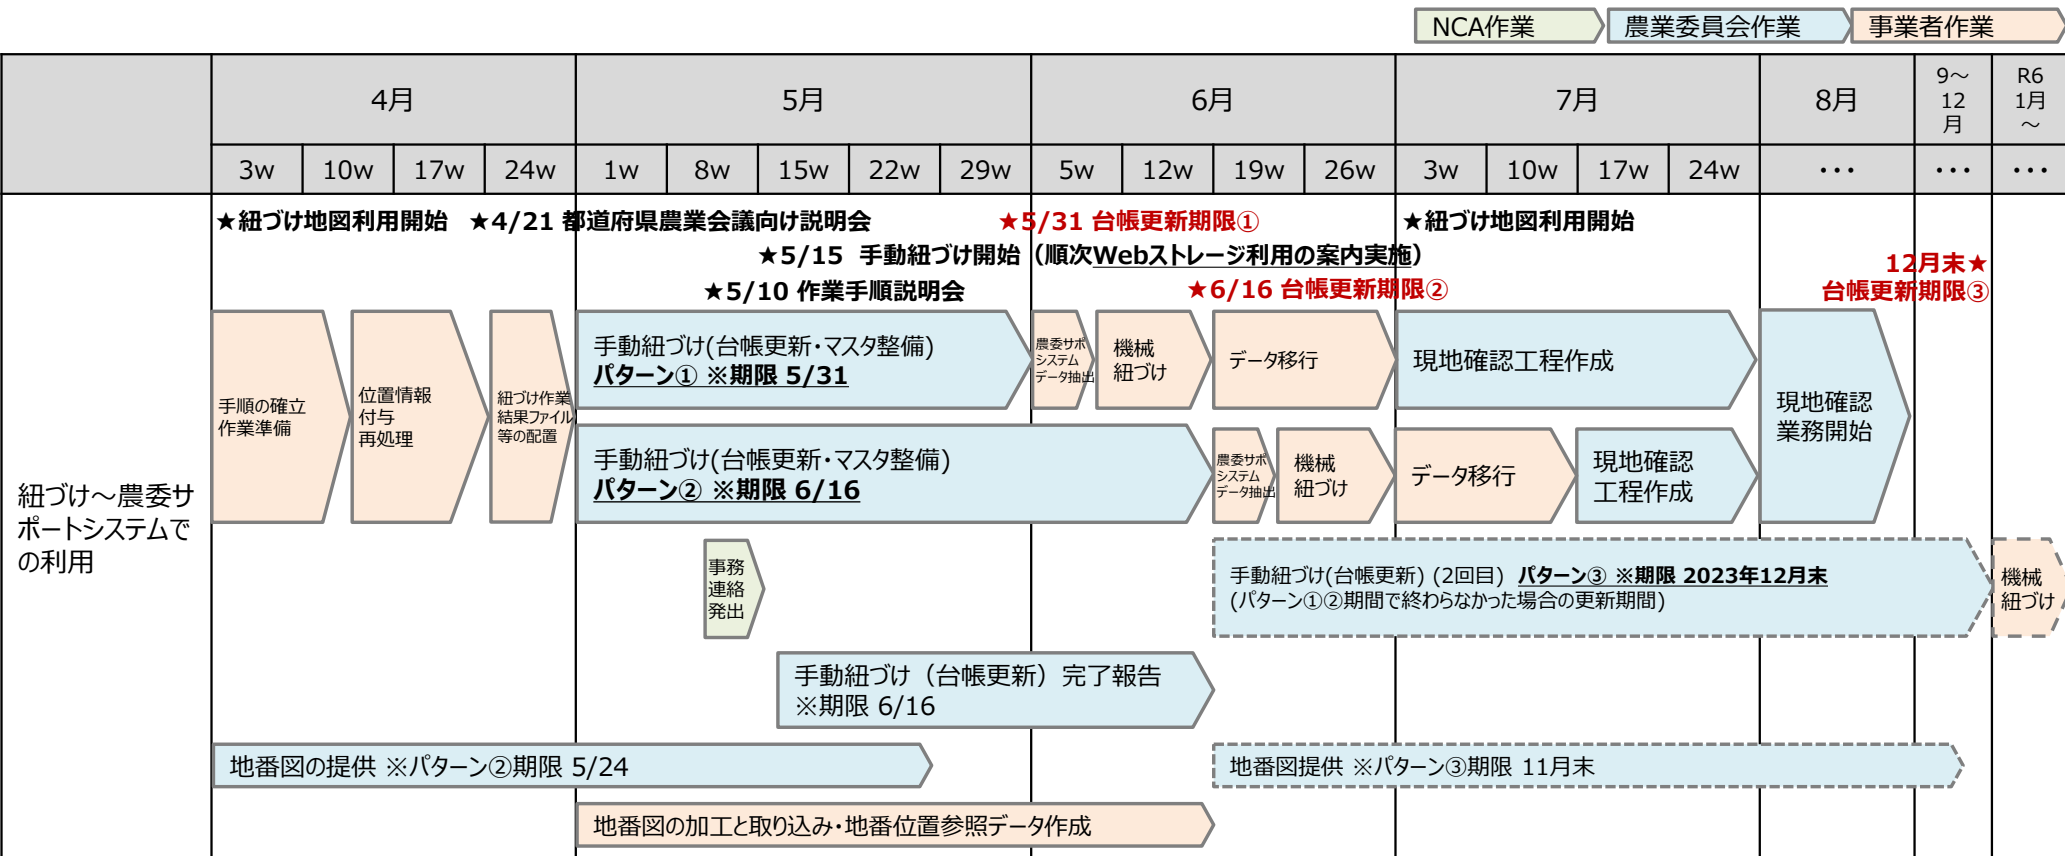 NCA作業
農業委員会作業
事業者作業
4月
5月
6月
7月
8月
9～
12
月
R6
1月
～
3w
10w
17w
24w
1w
8w
15w
22w
29w
5w
12w
19w
26w
3w
10w
17w
24w
・・・
・・・
・・・
紐づけ～農委サ
ポートシステムで
の利用
★紐づけ地図利用開始
★4/21 都道府県農業会議向け説明会
★5/31 台帳更新期限①
★紐づけ地図利用開始
★5/15 手動紐づけ開始（順次Webストレージ利用の案内実施）
★5/10 作業手順説明会
★6/16 台帳更新期限②
12月末★
台帳更新期限③
手順の確立
作業準備
位置情報
付与
再処理
紐づけ作業
結果ファイル
等の配置
手動紐づけ(台帳更新・マスタ整備)
パターン① ※期限 5/31
農委サポ
システム
データ抽出
機械
紐づけ
データ移行
現地確認工程作成
現地確認
業務開始
手動紐づけ(台帳更新・マスタ整備)
パターン② ※期限 6/16
農委サポ
システム
データ抽出
機械
紐づけ
データ移行
現地確認
工程作成
事務
連絡
発出
手動紐づけ(台帳更新) (2回目) パターン③ ※期限 2023年12月末
(パターン①②期間で終わらなかった場合の更新期間)
機械
紐づけ
手動紐づけ（台帳更新）完了報告
※期限 6/16
地番図の提供 ※パターン②期限 5/24
地番図提供 ※パターン③期限 11月末
地番図の加工と取り込み・地番位置参照データ作成